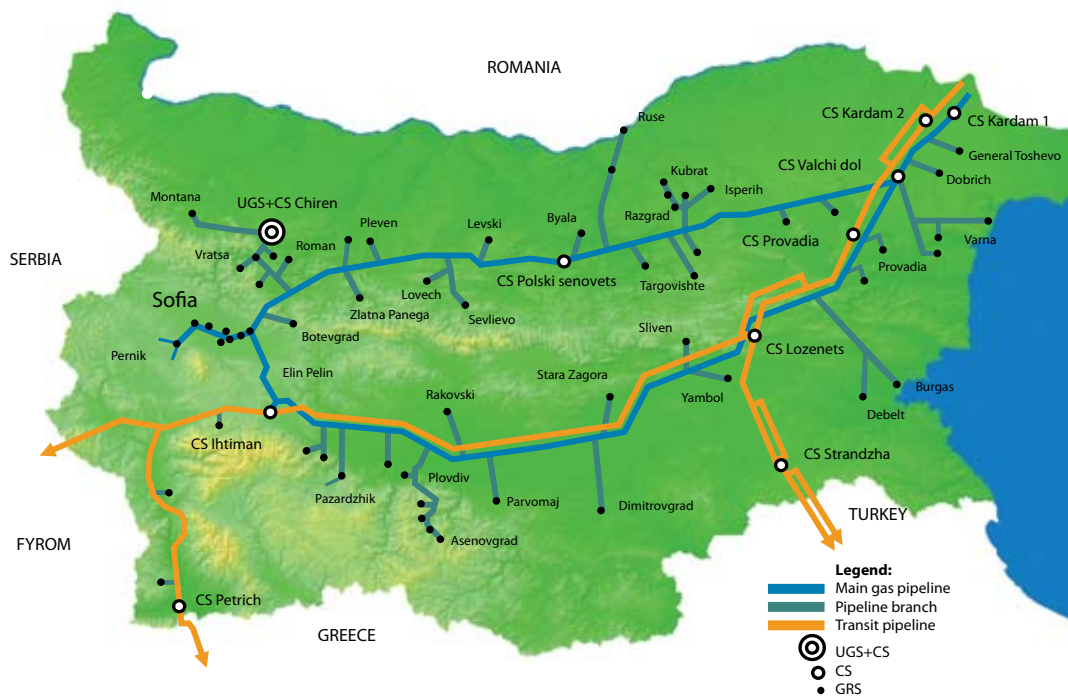 ROMANIA
CS Kardam 2
CS Kardam 1
Ruse
General Toshevo
CS Valchi dol
Kubrat
Dobrich
Isperih
Montana
UGS+CS Chiren
Pleven
Levski
Byala
Razgrad
Roman
CS Provadia
Varna
Vratsa
SERBIA
Provadia
CS Polski senovets
Targovishte
Lovech
Sofia
Zlatna Panega
Sevlievo
Botevgrad
Sliven
CS Lozenets
Pernik
Elin Pelin
Stara Zagora
Burgas
Rakovski
Yambol
Debelt
CS Ihtiman
CS Strandzha
Plovdiv
Pazardzhik
Parvomaj
Dimitrovgrad
TURKEY
Asenovgrad
FYROM
Legend:
Main gas pipeline
CS Petrich
Pipeline branch
Transit pipeline
GREECE
UGS+CS
CS
GRS